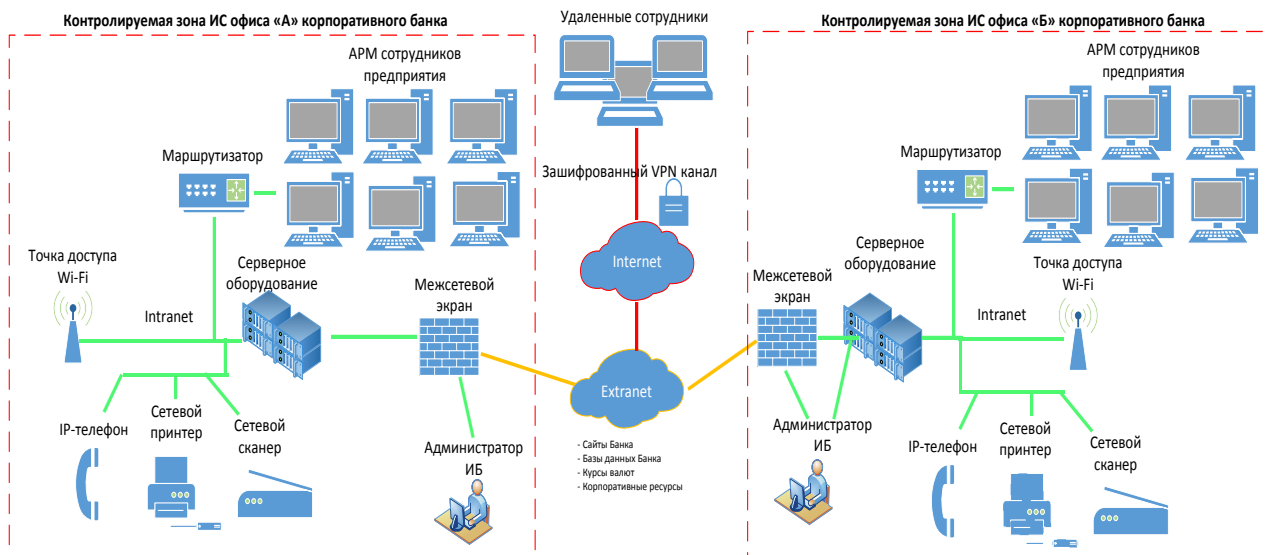 Контролируемая зона ИС офиса «А» корпоративного банка
АРМ сотрудников
предприятия
Маршрутизатор
Точка доступа
Wi-Fi
Intranet
Серверное
оборудование
Межсетевой
экран
IP-телефон
Сетевой
принтер
Сетевой
сканер
Администратор
ИБ
Удаленные сотрудники
Зашифрованный VPN канал
Internet
Extranet
- Сайты Банка
- Базы данных Банка
- Курсы валют
- Корпоративные ресурсы
Контролируемая зона ИС офиса «Б» корпоративного банка
АРМ сотрудников
предприятия
Маршрутизатор
Серверное
оборудование
Межсетевой
экран
Точка доступа
Wi-Fi
Intranet
Администратор
ИБ
IP-телефон
Сетевой
принтер
Сетевой
сканер